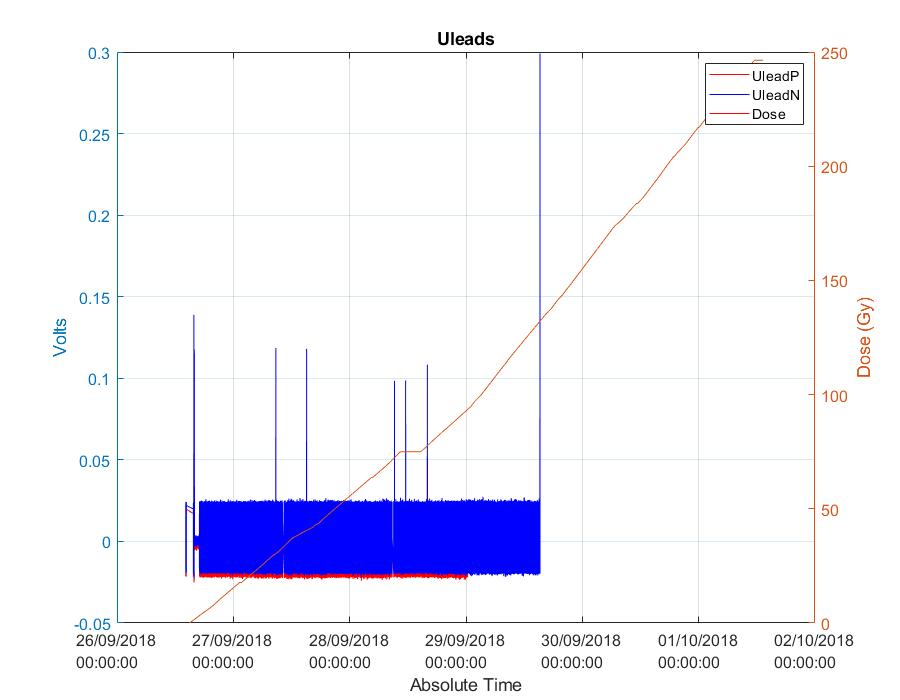 Uleads
0.3
0.25
0.2
0.15
0.1
0.05
0
-0.05
Volts
250
200
150
100
50
0
Dose (Gy)
UleadP
UleadN
Dose
26/09/2018 27/09/2018 28/09/2018 29/09/2018 30/09/2018 01/10/2018 02/10/2018
00:00:00 00:00:00 00:00:00 00:00:00 00:00:00 00:00:00 00:00:00
Absolute Time